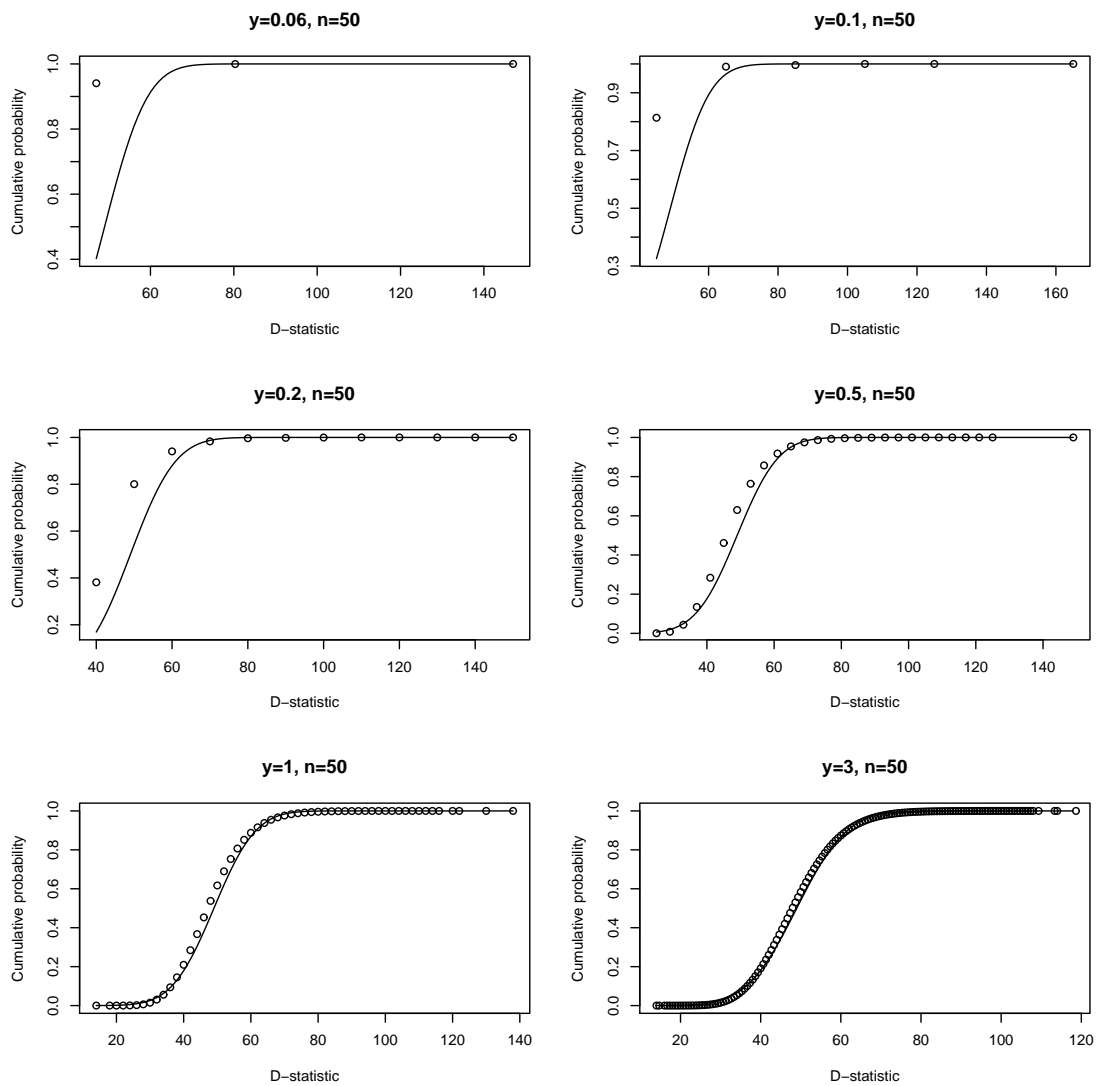 y=0.06, n=50
Cumulative probability
0.4 0.6 0.8 1.0
60 80 100 120 140
D−statistic
y=0.1, n=50
Cumulative probability
0.3 0.5 0.7 0.9
60 80 100 120 140 160
D−statistic
y=0.2, n=50
Cumulative probability
0.2 0.4 0.6 0.8 1.0
40 60 80 100 120 140
D−statistic
y=0.5, n=50
Cumulative probability
0.0 0.2 0.4 0.6 0.8 1.0
40 60 80 100 120 140
D−statistic
y=1, n=50
Cumulative probability
0.0 0.2 0.4 0.6 0.8 1.0
20 40 60 80 100 120 140
D−statistic
y=3, n=50
Cumulative probability
0.0 0.2 0.4 0.6 0.8 1.0
20 40 60 80 100 120
D−statistic